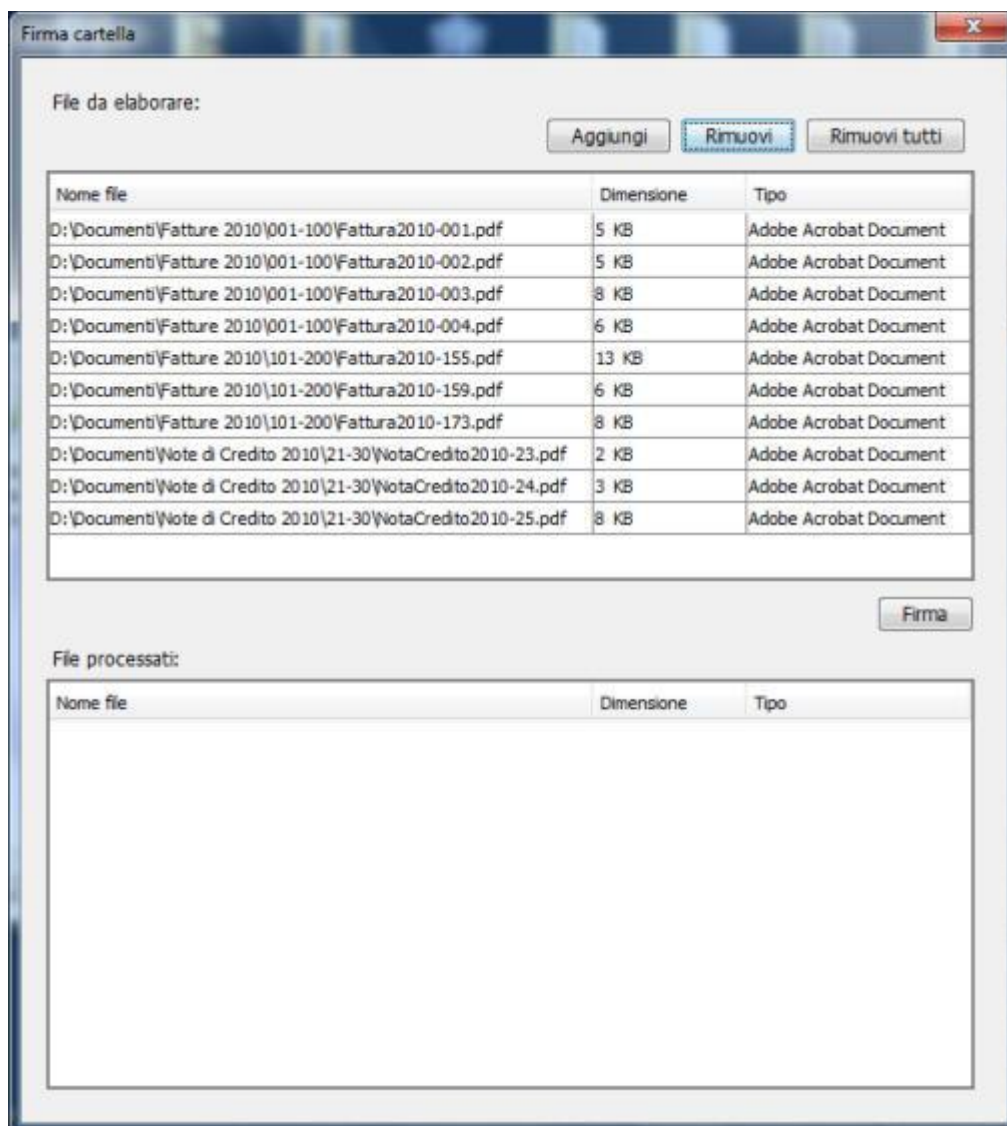 Firma cartella
File da elaborare:
Aggiungi Rimuovi Rimuovi tutti
Nome file Dimensione Tipo
D:\Documenti\Fatture 2010\001-100\Fattura2010-001.pdf 5 KB Adobe Acrobat Document
D:\Documenti\Fatture 2010\001-100\Fattura2010-002.pdf 5 KB Adobe Acrobat Document
D:\Documenti\Fatture 2010\001-100\Fattura2010-003.pdf 8 KB Adobe Acrobat Document
D:\Documenti\Fatture 2010\001-100\Fattura2010-004.pdf 6 KB Adobe Acrobat Document
D:\Documenti\Fatture 2010\101-200\Fattura2010-155.pdf 13 KB Adobe Acrobat Document
D:\Documenti\Fatture 2010\101-200\Fattura2010-159.pdf 6 KB Adobe Acrobat Document
D:\Documenti\Fatture 2010\101-200\Fattura2010-173.pdf 8 KB Adobe Acrobat Document
D:\Documenti\Note di Credito 2010\21-30\NotaCredito2010-23.pdf 2 KB Adobe Acrobat Document
D:\Documenti\Note di Credito 2010\21-30\NotaCredito2010-24.pdf 3 KB Adobe Acrobat Document
D:\Documenti\Note di Credito 2010\21-30\NotaCredito2010-25.pdf 8 KB Adobe Acrobat Document
Firma
File processati:
Nome file Dimensione Tipo